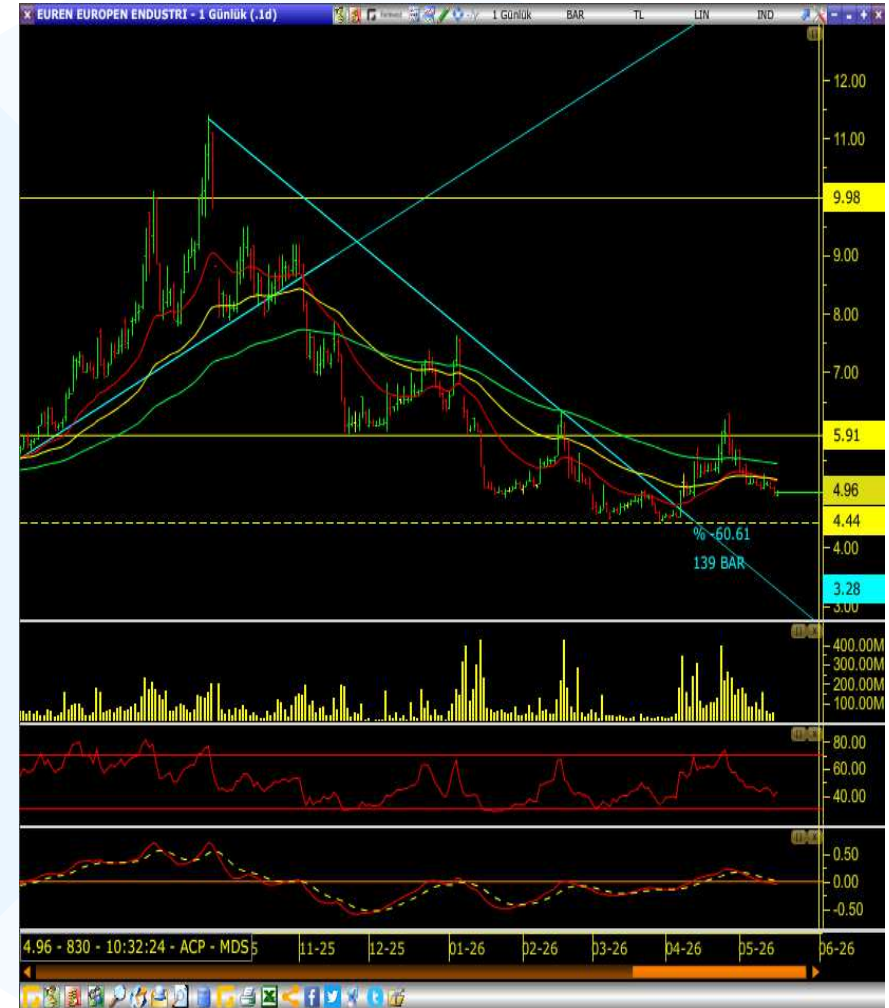 EUREN EUROPEN ENDUSTRI - 1 Günlük (.1d)
1 Günlük BAR TL LIN IND
12.00
11.00
9.98
9.00
8.00
7.00
5.91
4.96
4.44
4.00
3.28
3.00
% -60.61
139 BAR
400.00M
300.00M
200.00M
100.00M
80.00
60.00
40.00
0.50
0.00
-0.50
4.96 - 830 - 10:32:24 - ACP - MDS
11-25 12-25 01-26 02-26 03-26 04-26 05-26 06-26